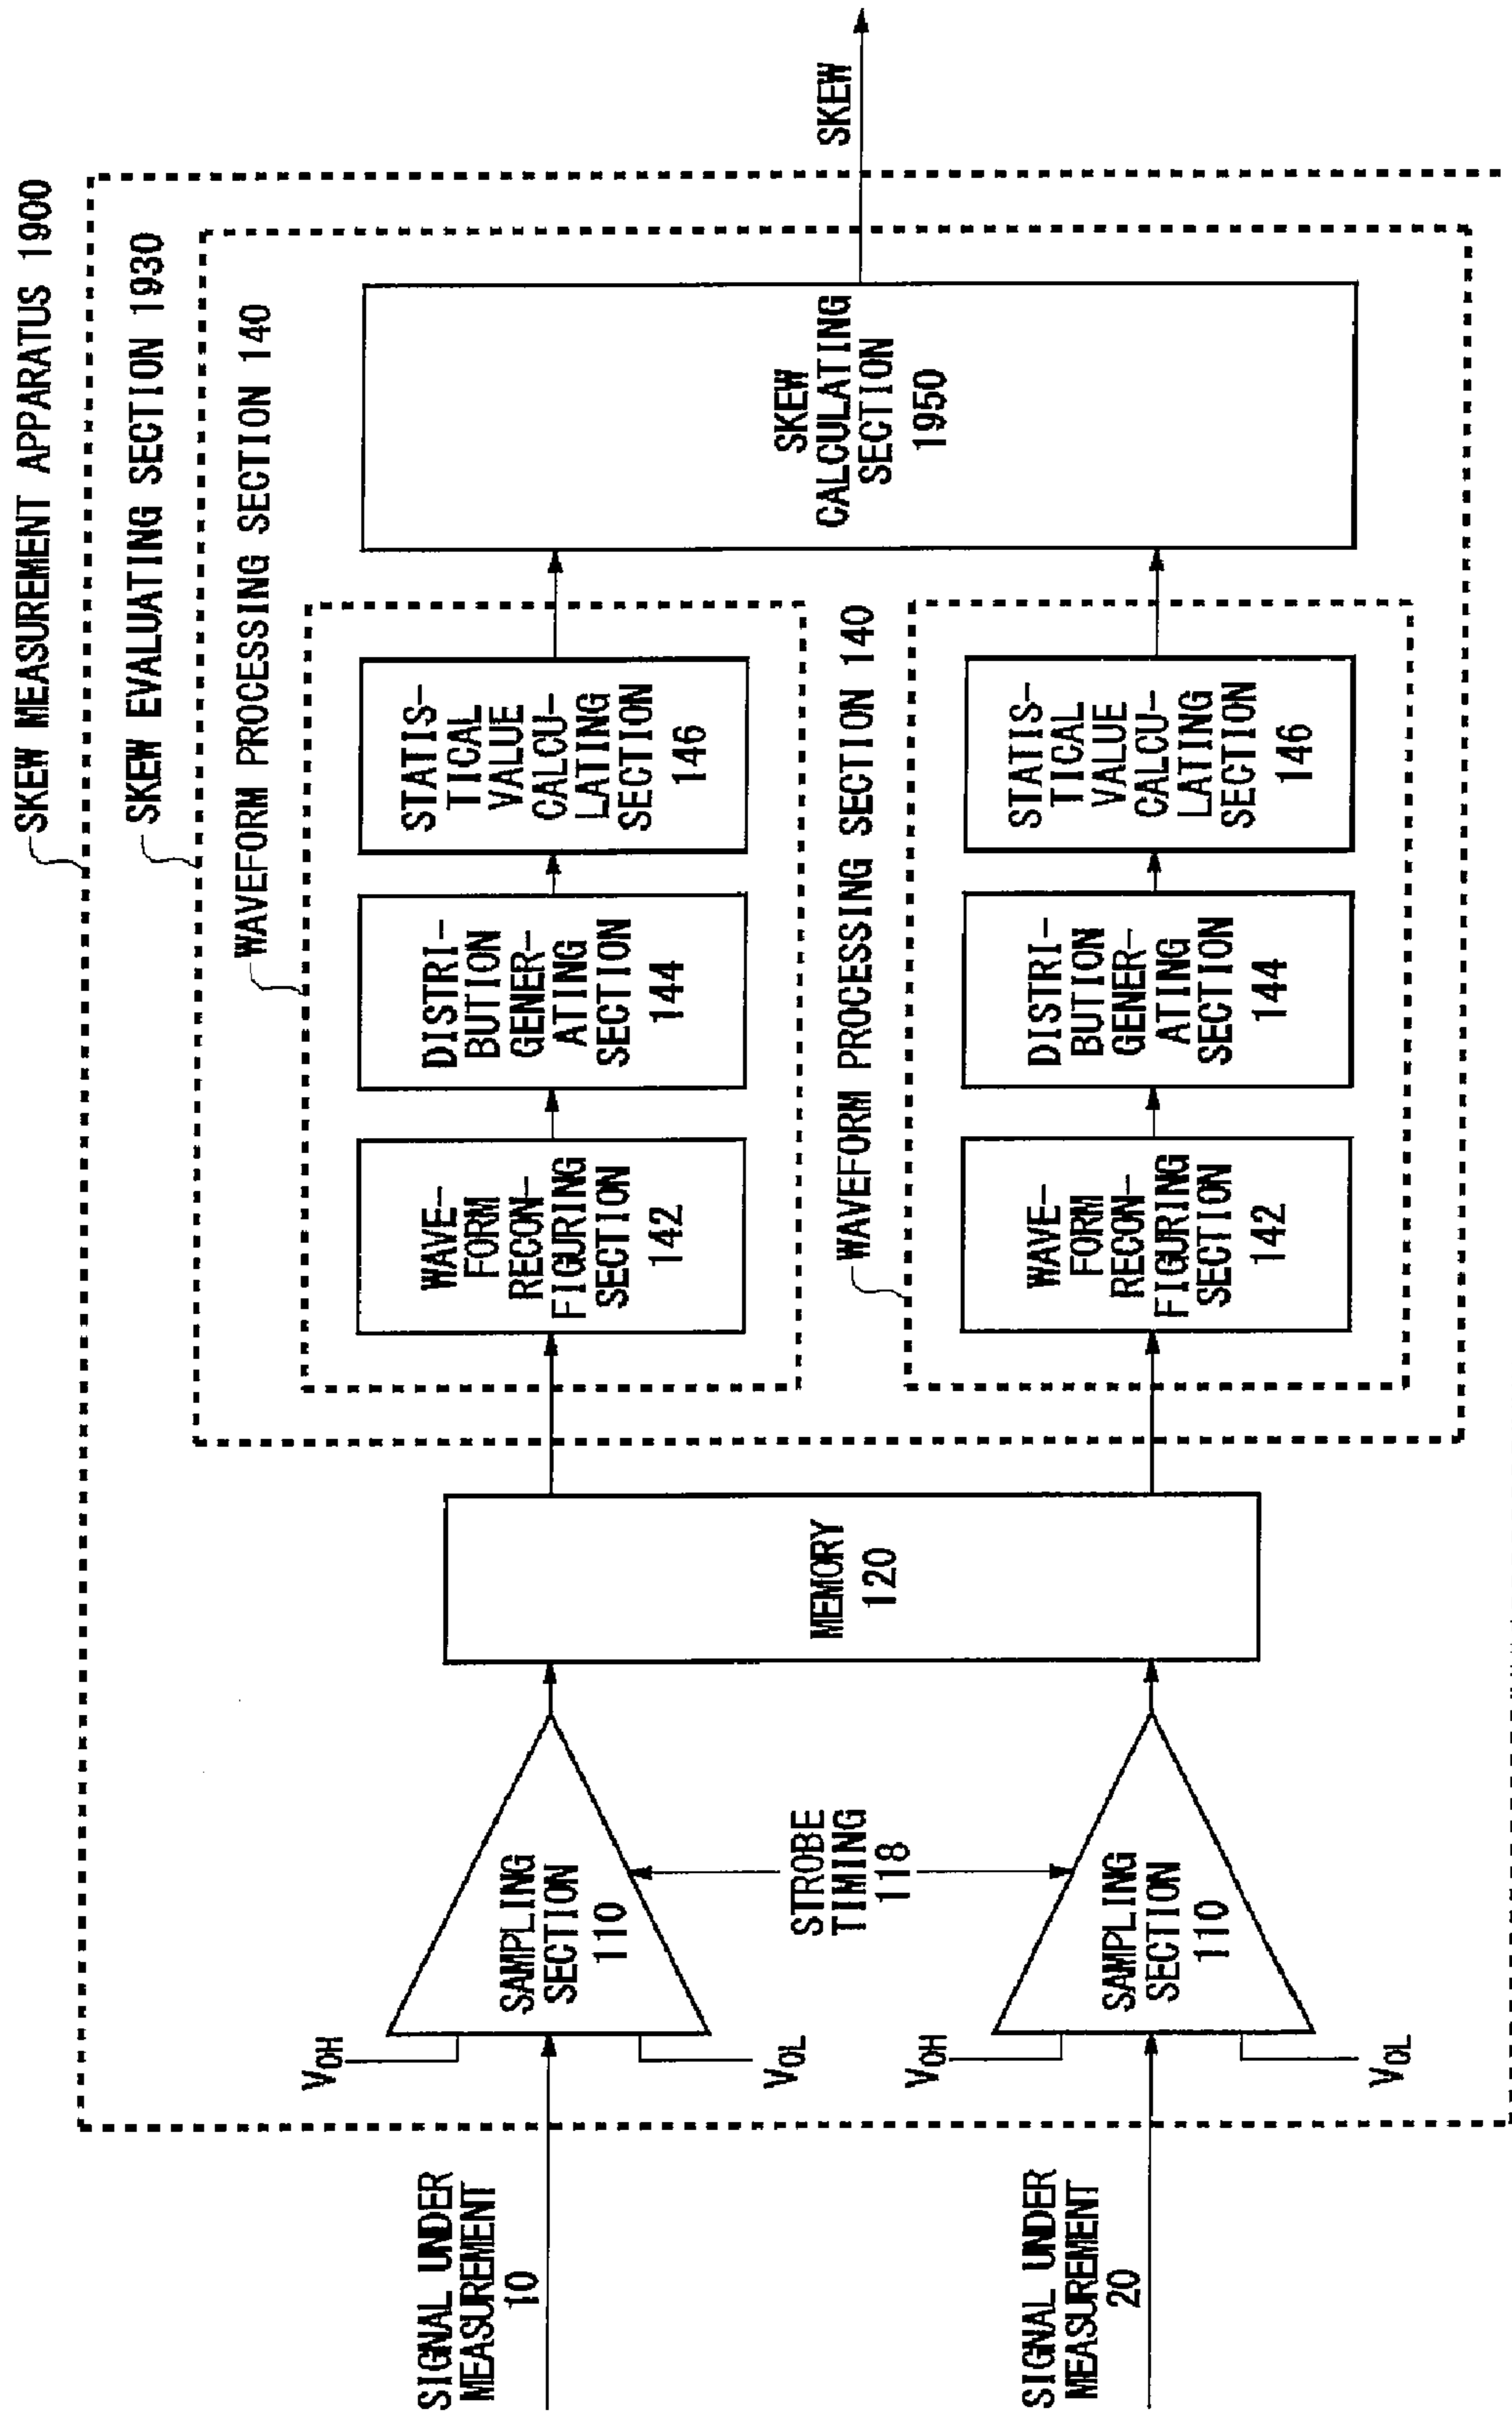 SKEW MEASUREMENT APPARATUS 1900
SKEW EVALUATING SECTION 1930
WAVEFORM PROCESSING SECTION 140
SIGNAL UNDER
MEASUREMENT
10
VOH
VOL
SAMPLING
SECTION
110
STROBE
TIMING
118
MEMORY
120
WAVE-
FORM
RECON-
FIGURING
SECTION
142
DISTRI-
BUTION
GENER-
ATING
SECTION
144
STATIS-
TICAL
VALUE
CALCU-
LATING
SECTION
146
SKEW
CALCULATING
SECTION
1950
SKEW
WAVEFORM PROCESSING SECTION 140
SIGNAL UNDER
MEASUREMENT
20
VOH
VOL
SAMPLING
SECTION
110
WAVE-
FORM
RECON-
FIGURING
SECTION
142
DISTRI-
BUTION
GENER-
ATING
SECTION
144
STATIS-
TICAL
VALUE
CALCU-
LATING
SECTION
146